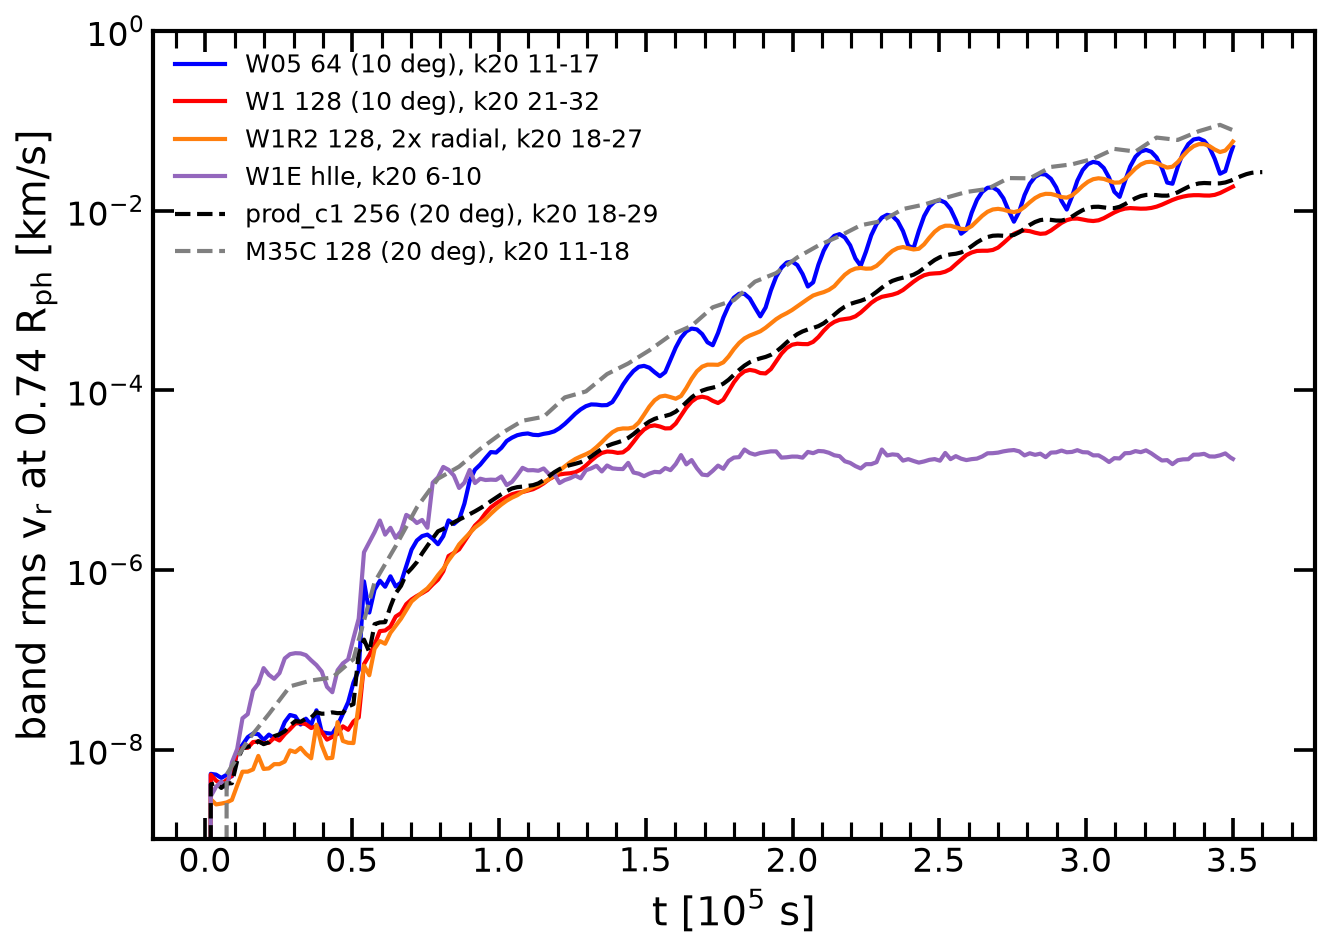 10^0
10^-2
10^-4
10^-6
10^-8
band rms v_r at 0.74 R_ph [km/s]
W05 64 (10 deg), k20 11-17
W1 128 (10 deg), k20 21-32
W1R2 128, 2x radial, k20 18-27
W1E hlle, k20 6-10
prod_c1 256 (20 deg), k20 18-29
M35C 128 (20 deg), k20 11-18
0.0 0.5 1.0 1.5 2.0 2.5 3.0 3.5
t [10^5 s]